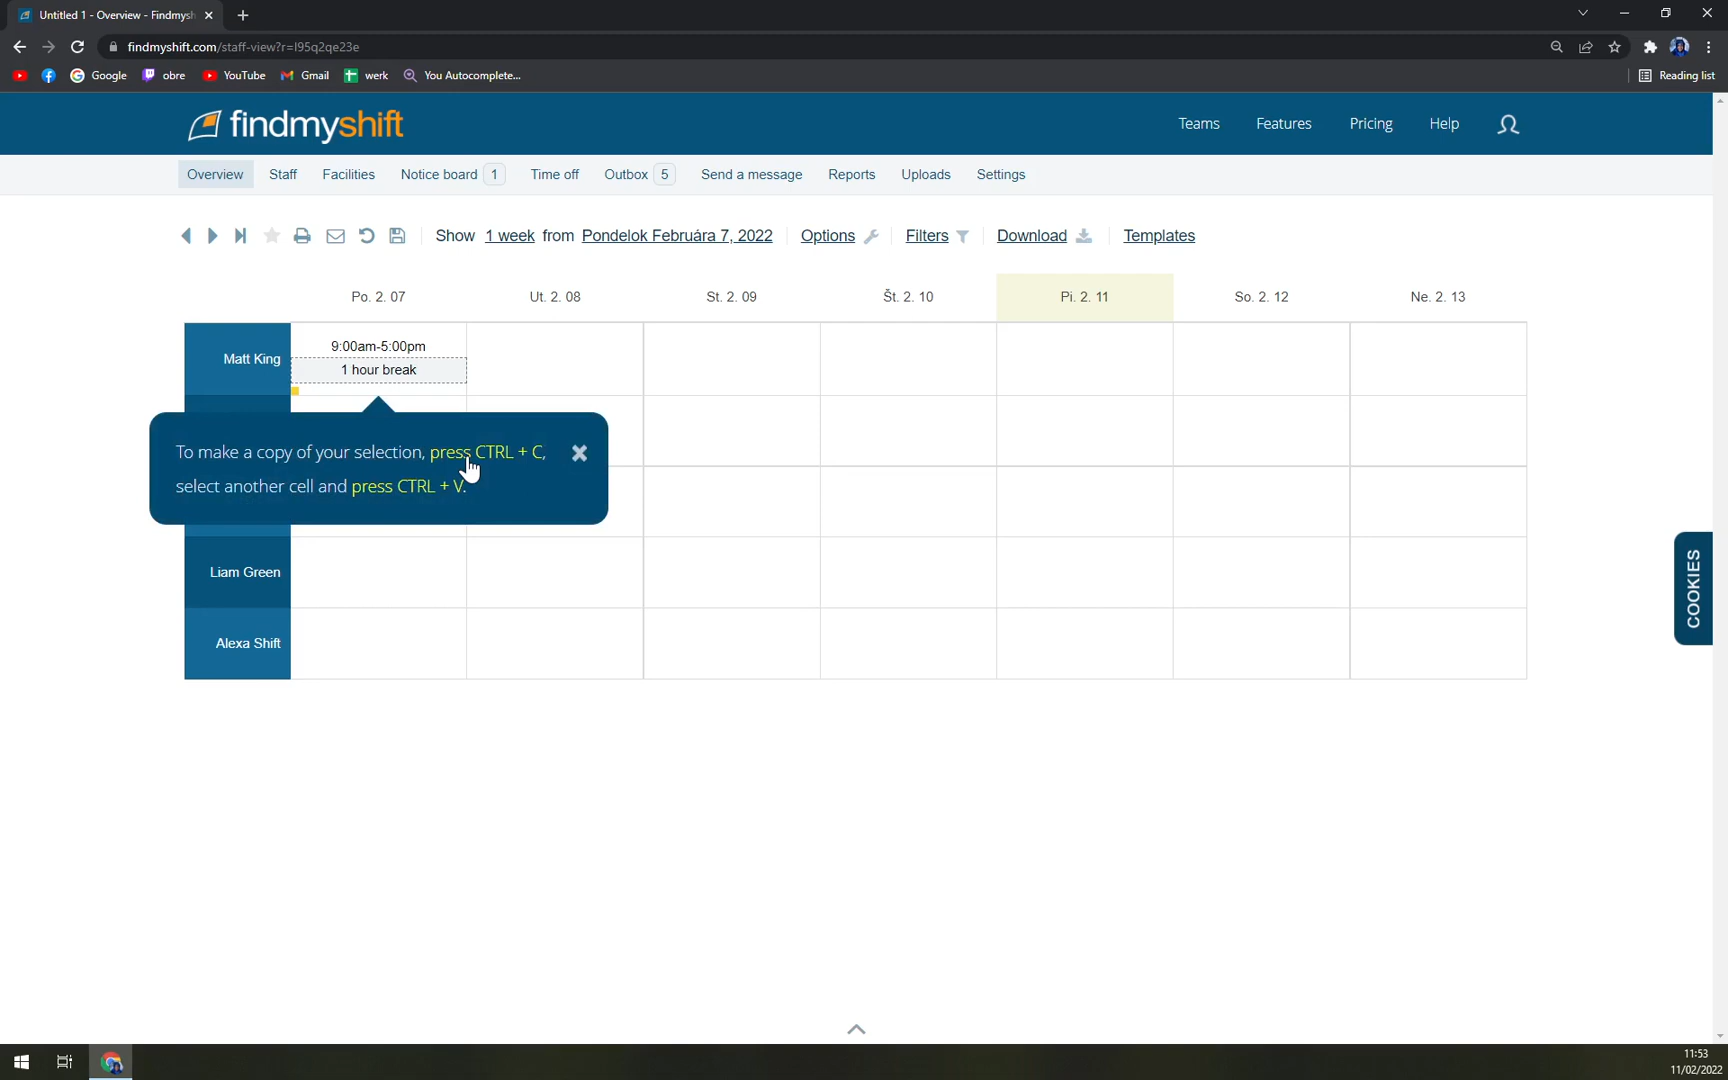 Untitled 1 - Overview - Findmysh
findmyshift.com/staff-view?r=l95q2qe23e
Google
obre
YouTube
Gmail
werk
You Autocomplete...
Reading list
findmyshift
Teams
Features
Pricing
Help
Overview
Staff
Facilities
Notice board 1
Time off
Outbox 5
Send a message
Reports
Uploads
Settings
Show 1 week from Pondelok Februára 7, 2022
Options
Filters
Download
Templates
Po. 2. 07
Ut. 2. 08
St. 2. 09
Št. 2. 10
Pi. 2. 11
So. 2. 12
Ne. 2. 13
Matt King
9:00am-5:00pm
1 hour break
To make a copy of your selection, press CTRL + C,
select another cell and press CTRL + V.
Liam Green
Alexa Shift
COOKIES
11:53
11/02/2022